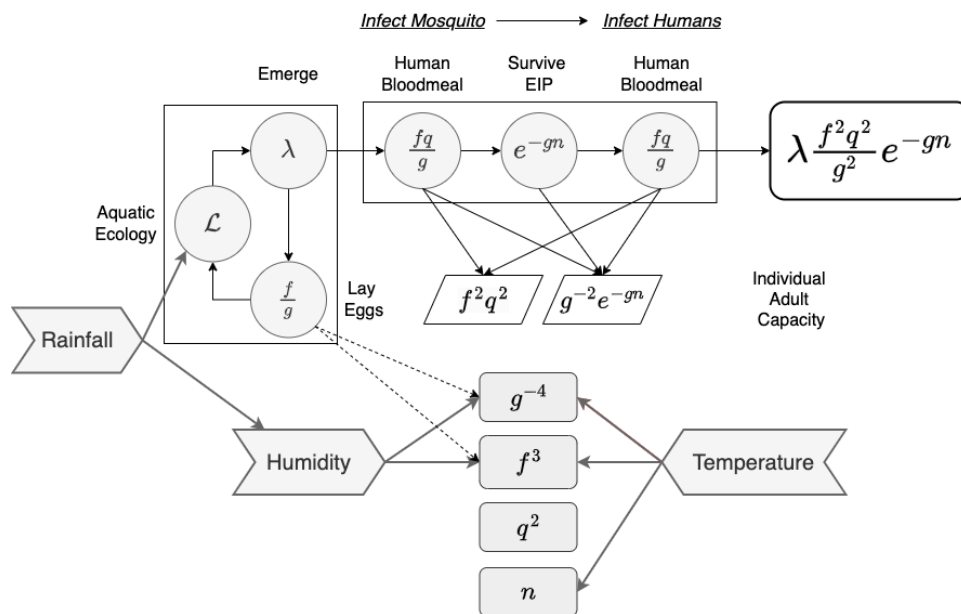 Infect Mosquito
Infect Humans
Emerge
Human
Bloodmeal
Survive
EIP
Human
Bloodmeal
λ
fq/g
e^{-gn}
fq/g
λ f²q²/g² e^{-gn}
Aquatic
Ecology
ℒ
f/g
Lay
Eggs
f²q²
g^{-2}e^{-gn}
Individual
Adult
Capacity
Rainfall
g^{-4}
Humidity
f³
Temperature
q²
n